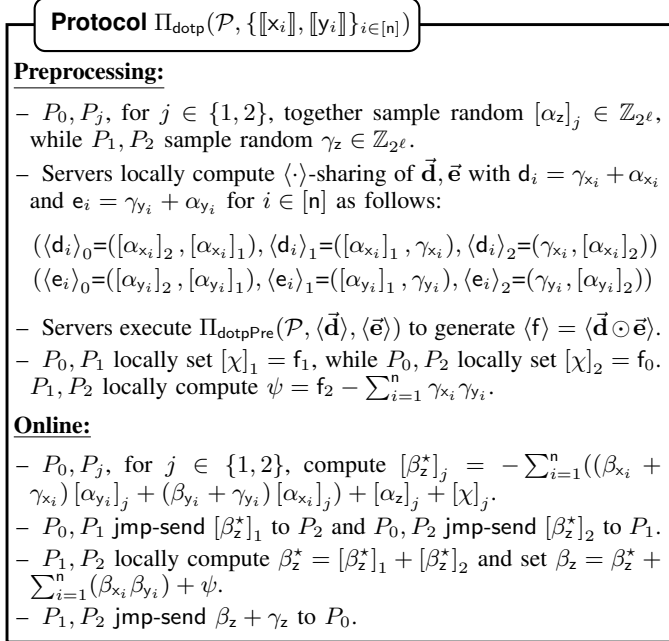 Protocol Π_dotp(𝒫, {⟦x_i⟧, ⟦y_i⟧}_{i∈[n]})
Preprocessing:
– P_0, P_j, for j ∈ {1, 2}, together sample random [α_z]_j ∈ ℤ_{2^ℓ},
while P_1, P_2 sample random γ_z ∈ ℤ_{2^ℓ}.
– Servers locally compute ⟨·⟩-sharing of d⃗, e⃗ with d_i = γ_{x_i} + α_{x_i}
and e_i = γ_{y_i} + α_{y_i} for i ∈ [n] as follows:
(⟨d_i⟩_0=([α_{x_i}]_2 , [α_{x_i}]_1), ⟨d_i⟩_1=([α_{x_i}]_1 , γ_{x_i}), ⟨d_i⟩_2=(γ_{x_i}, [α_{x_i}]_2))
(⟨e_i⟩_0=([α_{y_i}]_2 , [α_{y_i}]_1), ⟨e_i⟩_1=([α_{y_i}]_1 , γ_{y_i}), ⟨e_i⟩_2=(γ_{y_i}, [α_{y_i}]_2))
– Servers execute Π_dotpPre(𝒫, ⟨d⃗⟩, ⟨e⃗⟩) to generate ⟨f⟩ = ⟨d⃗ ⊙ e⃗⟩.
– P_0, P_1 locally set [χ]_1 = f_1, while P_0, P_2 locally set [χ]_2 = f_0.
P_1, P_2 locally compute ψ = f_2 − ∑_{i=1}^{n} γ_{x_i} γ_{y_i}.
Online:
– P_0, P_j, for j ∈ {1, 2}, compute [β_z^⋆]_j = −∑_{i=1}^{n}((β_{x_i} +
γ_{x_i}) [α_{y_i}]_j + (β_{y_i} + γ_{y_i}) [α_{x_i}]_j) + [α_z]_j + [χ]_j.
– P_0, P_1 jmp-send [β_z^⋆]_1 to P_2 and P_0, P_2 jmp-send [β_z^⋆]_2 to P_1.
– P_1, P_2 locally compute β_z^⋆ = [β_z^⋆]_1 + [β_z^⋆]_2 and set β_z = β_z^⋆ +
∑_{i=1}^{n}(β_{x_i} β_{y_i}) + ψ.
– P_1, P_2 jmp-send β_z + γ_z to P_0.